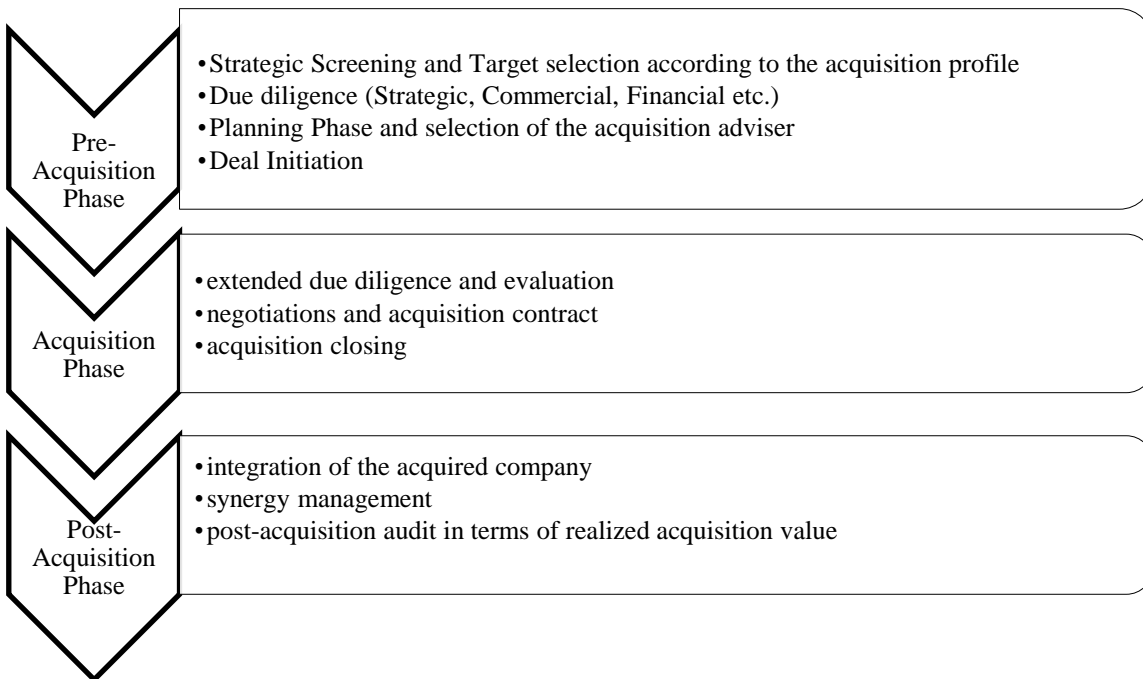 Pre-
Acquisition
Phase
•Strategic Screening and Target selection according to the acquisition profile
•Due diligence (Strategic, Commercial, Financial etc.)
•Planning Phase and selection of the acquisition adviser
•Deal Initiation
Acquisition
Phase
•extended due diligence and evaluation
•negotiations and acquisition contract
•acquisition closing
Post-
Acquisition
Phase
•integration of the acquired company
•synergy management
•post-acquisition audit in terms of realized acquisition value